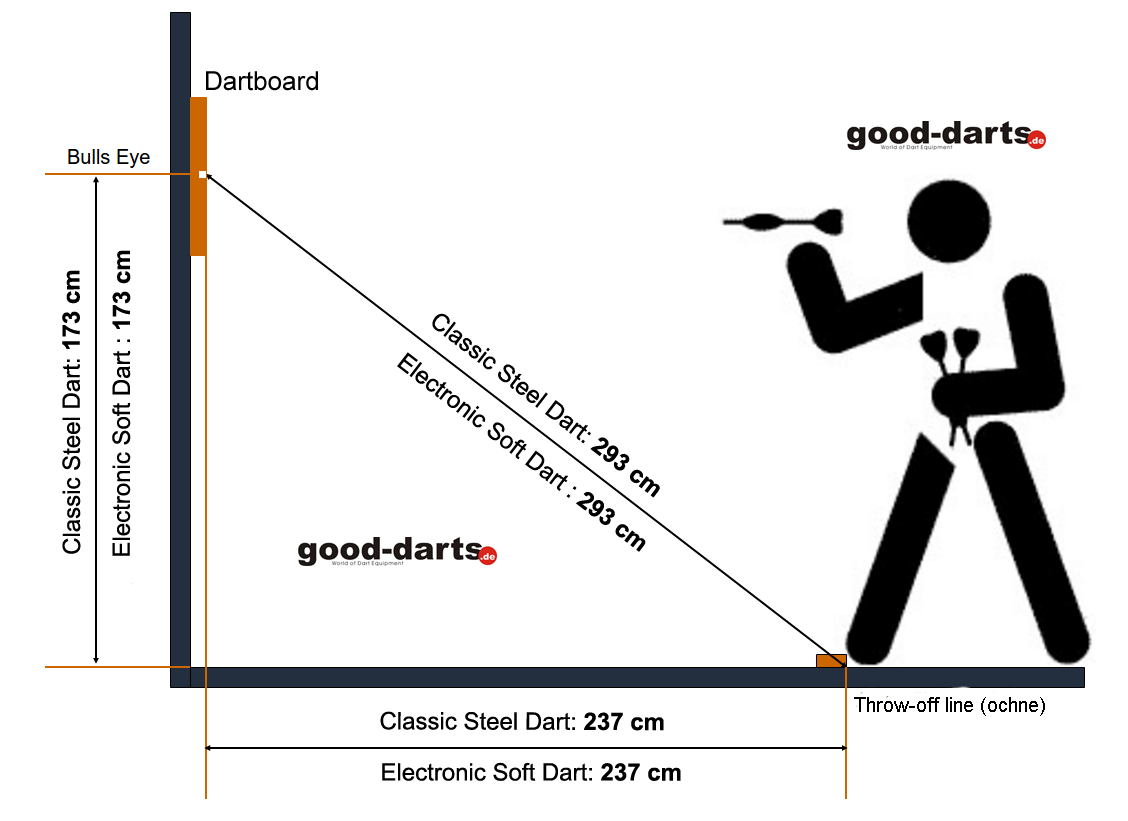 Dartboard
good-darts.de
World of Dart Equipment
Bulls Eye
Classic Steel Dart: 173 cm
Electronic Soft Dart : 173 cm
Classic Steel Dart: 293 cm
Electronic Soft Dart : 293 cm
good-darts.de
World of Dart Equipment
Throw-off line (ochne)
Classic Steel Dart: 237 cm
Electronic Soft Dart: 237 cm